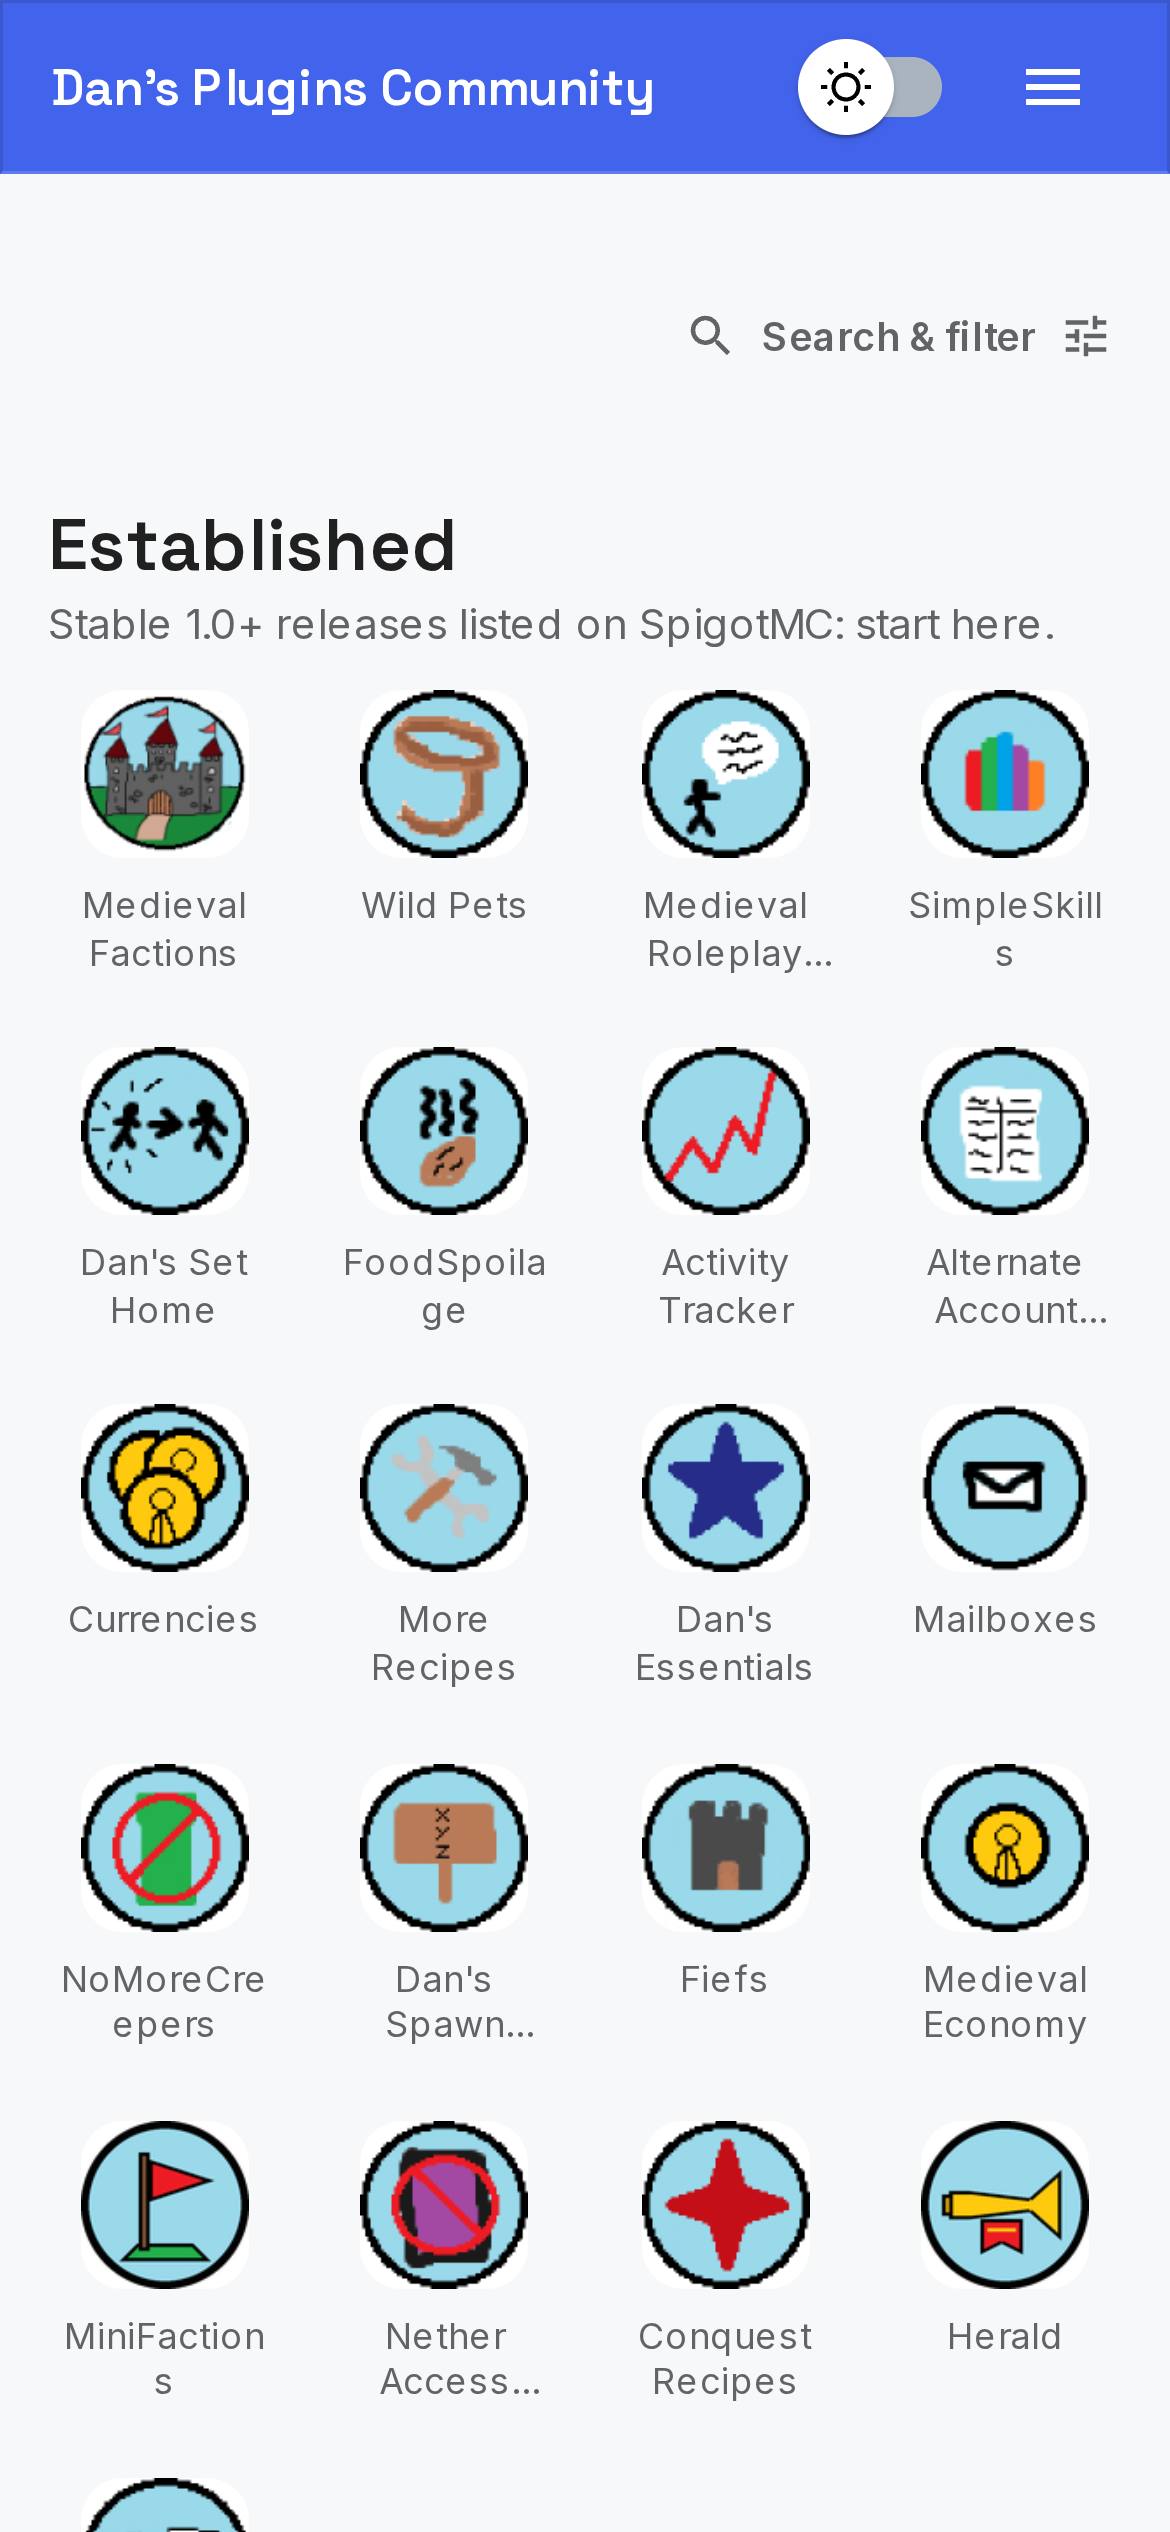 Dan's Plugins Community
Search & filter
Established
Stable 1.0+ releases listed on SpigotMC: start here.
Medieval
Factions
Wild Pets
Medieval
Roleplay...
SimpleSkill
s
Dan's Set
Home
FoodSpoila
ge
Activity
Tracker
Alternate
Account...
Currencies
More
Recipes
Dan's
Essentials
Mailboxes
X
Y
Z
NoMoreCre
epers
Dan's
Spawn...
Fiefs
Medieval
Economy
MiniFaction
s
Nether
Access...
Conquest
Recipes
Herald